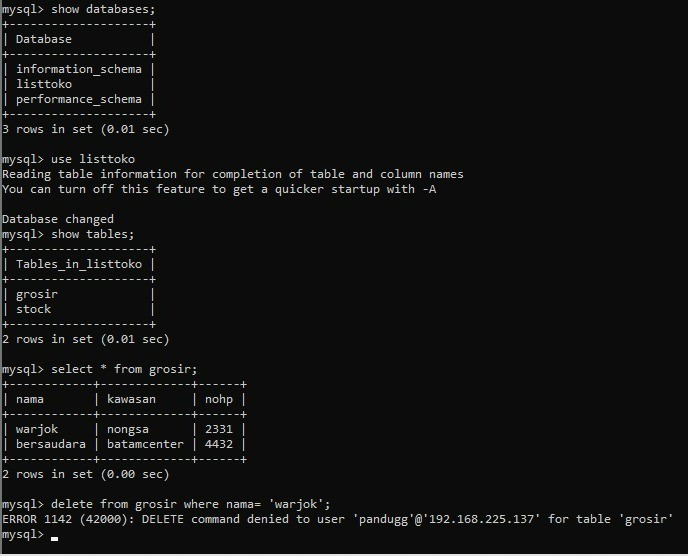 mysql> show databases;
+--------------------+
| Database           |
+--------------------+
| information_schema |
| listtoko           |
| performance_schema |
+--------------------+
3 rows in set (0.01 sec)
mysql> use listtoko
Reading table information for completion of table and column names
You can turn off this feature to get a quicker startup with -A
Database changed
mysql> show tables;
+--------------------+
| Tables_in_listtoko |
+--------------------+
| grosir             |
| stock              |
+--------------------+
2 rows in set (0.01 sec)
mysql> select * from grosir;
+-----------+-------------+------+
| nama      | kawasan     | nohp |
+-----------+-------------+------+
| warjok    | nongsa      | 2331 |
| bersaudara | batamcenter | 4432 |
+-----------+-------------+------+
2 rows in set (0.00 sec)
mysql> delete from grosir where nama= 'warjok';
ERROR 1142 (42000): DELETE command denied to user 'pandugg'@'192.168.225.137' for table 'grosir'
mysql>